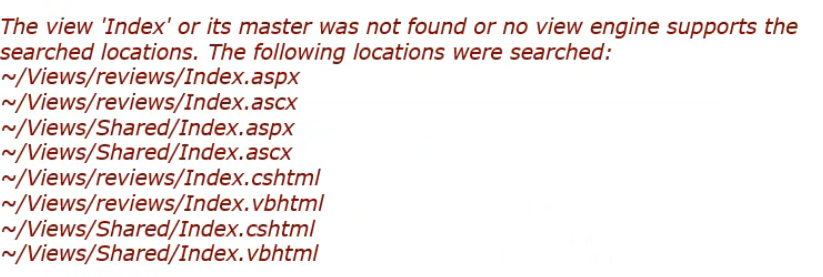 The view 'Index' or its master was not found or no view engine supports the
searched locations. The following locations were searched:
~/Views/reviews/Index.aspx
~/Views/reviews/Index.ascx
~/Views/Shared/Index.aspx
~/Views/Shared/Index.ascx
~/Views/reviews/Index.cshtml
~/Views/reviews/Index.vbhtml
~/Views/Shared/Index.cshtml
~/Views/Shared/Index.vbhtml